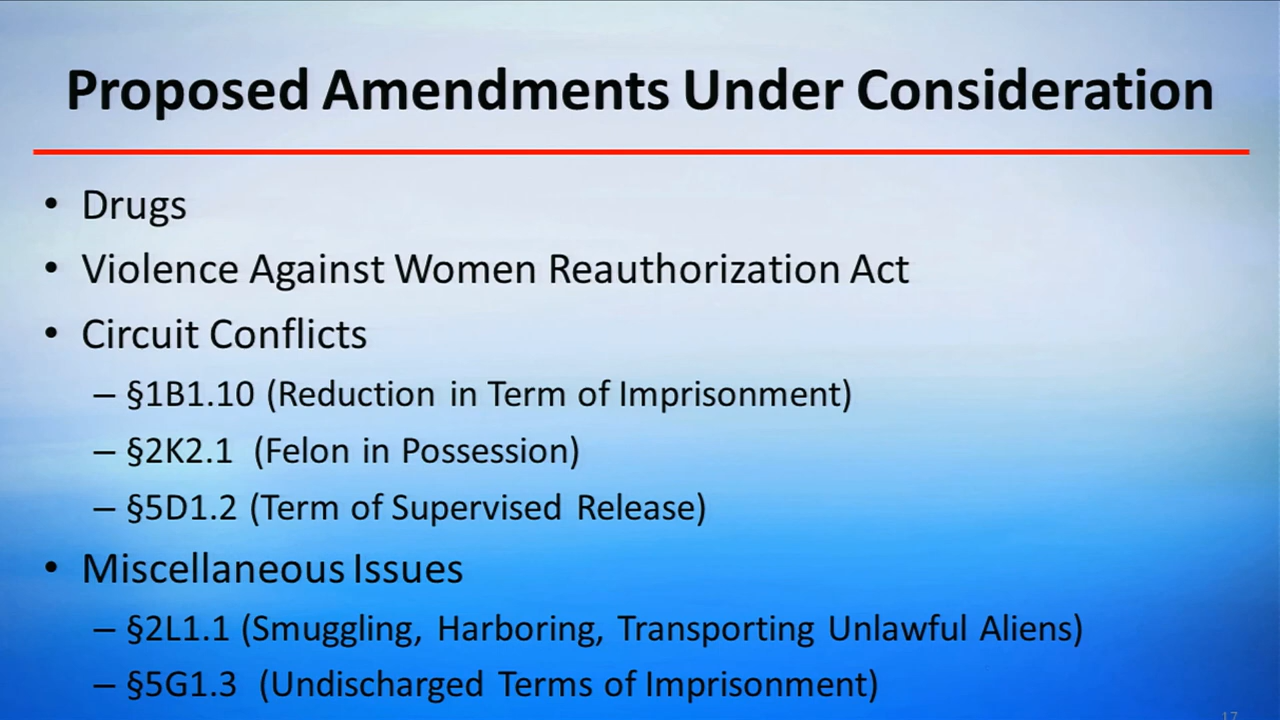 Proposed Amendments Under Consideration
• Drugs
• Violence Against Women Reauthorization Act
• Circuit Conflicts
– §1B1.10 (Reduction in Term of Imprisonment)
– §2K2.1 (Felon in Possession)
– §5D1.2 (Term of Supervised Release)
• Miscellaneous Issues
– §2L1.1 (Smuggling, Harboring, Transporting Unlawful Aliens)
– §5G1.3 (Undischarged Terms of Imprisonment)
17